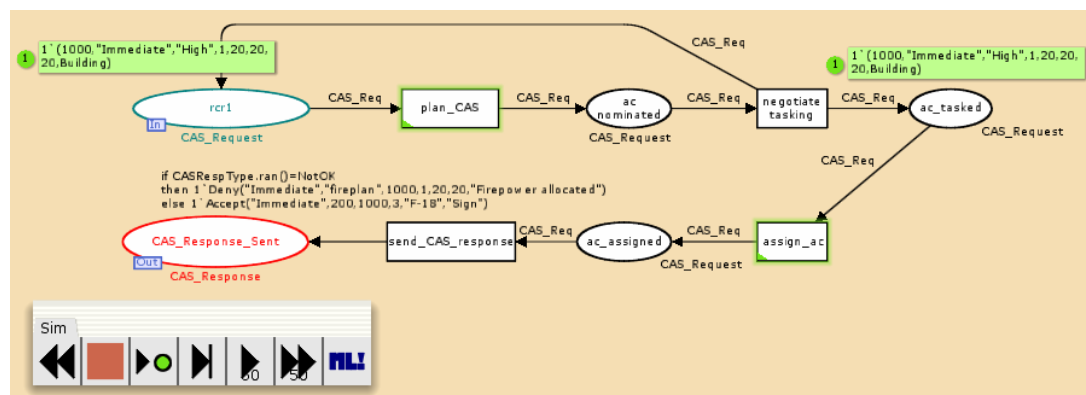 CAS_Req
1
1`(1000,"Immediate","High",1,20,20,
20,Building)
1
1`(1000,"Immediate","High",1,20,20,
20,Building)
rcr1
In
CAS_Request
CAS_Req
plan_CAS
CAS_Req
ac
nominated
CAS_Request
CAS_Req
negotiate
tasking
CAS_Req
ac_tasked
CAS_Request
CAS_Req
if CASRespType.ran()=NotOK
then 1`Deny("Immediate","fireplan",1000,1,20,20,"Firepower allocated")
else 1`Accept("Immediate",200,1000,3,"F-18","Sign")
CAS_Response_Sent
Out
CAS_Response
send_CAS_response
CAS_Req
ac_assigned
CAS_Request
CAS_Req
assign_ac
Sim
50
50
ML!